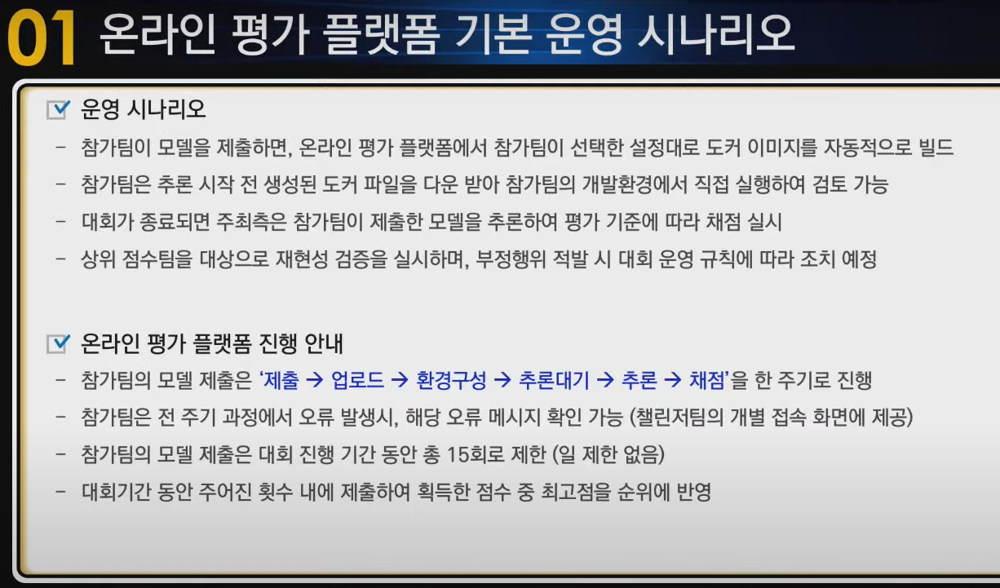 01 온라인 평가 플랫폼 기본 운영 시나리오
운영 시나리오
- 참가팀이 모델을 제출하면, 온라인 평가 플랫폼에서 참가팀이 선택한 설정대로 도커 이미지를 자동적으로 빌드
- 참가팀은 추론 시작 전 생성된 도커 파일을 다운 받아 참가팀의 개발환경에서 직접 실행하여 검토 가능
- 대회가 종료되면 주최측은 참가팀이 제출한 모델을 추론하여 평가 기준에 따라 채점 실시
- 상위 점수팀을 대상으로 재현성 검증을 실시하며, 부정행위 적발 시 대회 운영 규칙에 따라 조치 예정
온라인 평가 플랫폼 진행 안내
- 참가팀의 모델 제출은 ‘제출 → 업로드 → 환경구성 → 추론대기 → 추론 → 채점’을 한 주기로 진행
- 참가팀은 전 주기 과정에서 오류 발생시, 해당 오류 메시지 확인 가능 (챌린저팀의 개별 접속 화면에 제공)
- 참가팀의 모델 제출은 대회 진행 기간 동안 총 15회로 제한 (일 제한 없음)
- 대회기간 동안 주어진 횟수 내에 제출하여 획득한 점수 중 최고점을 순위에 반영